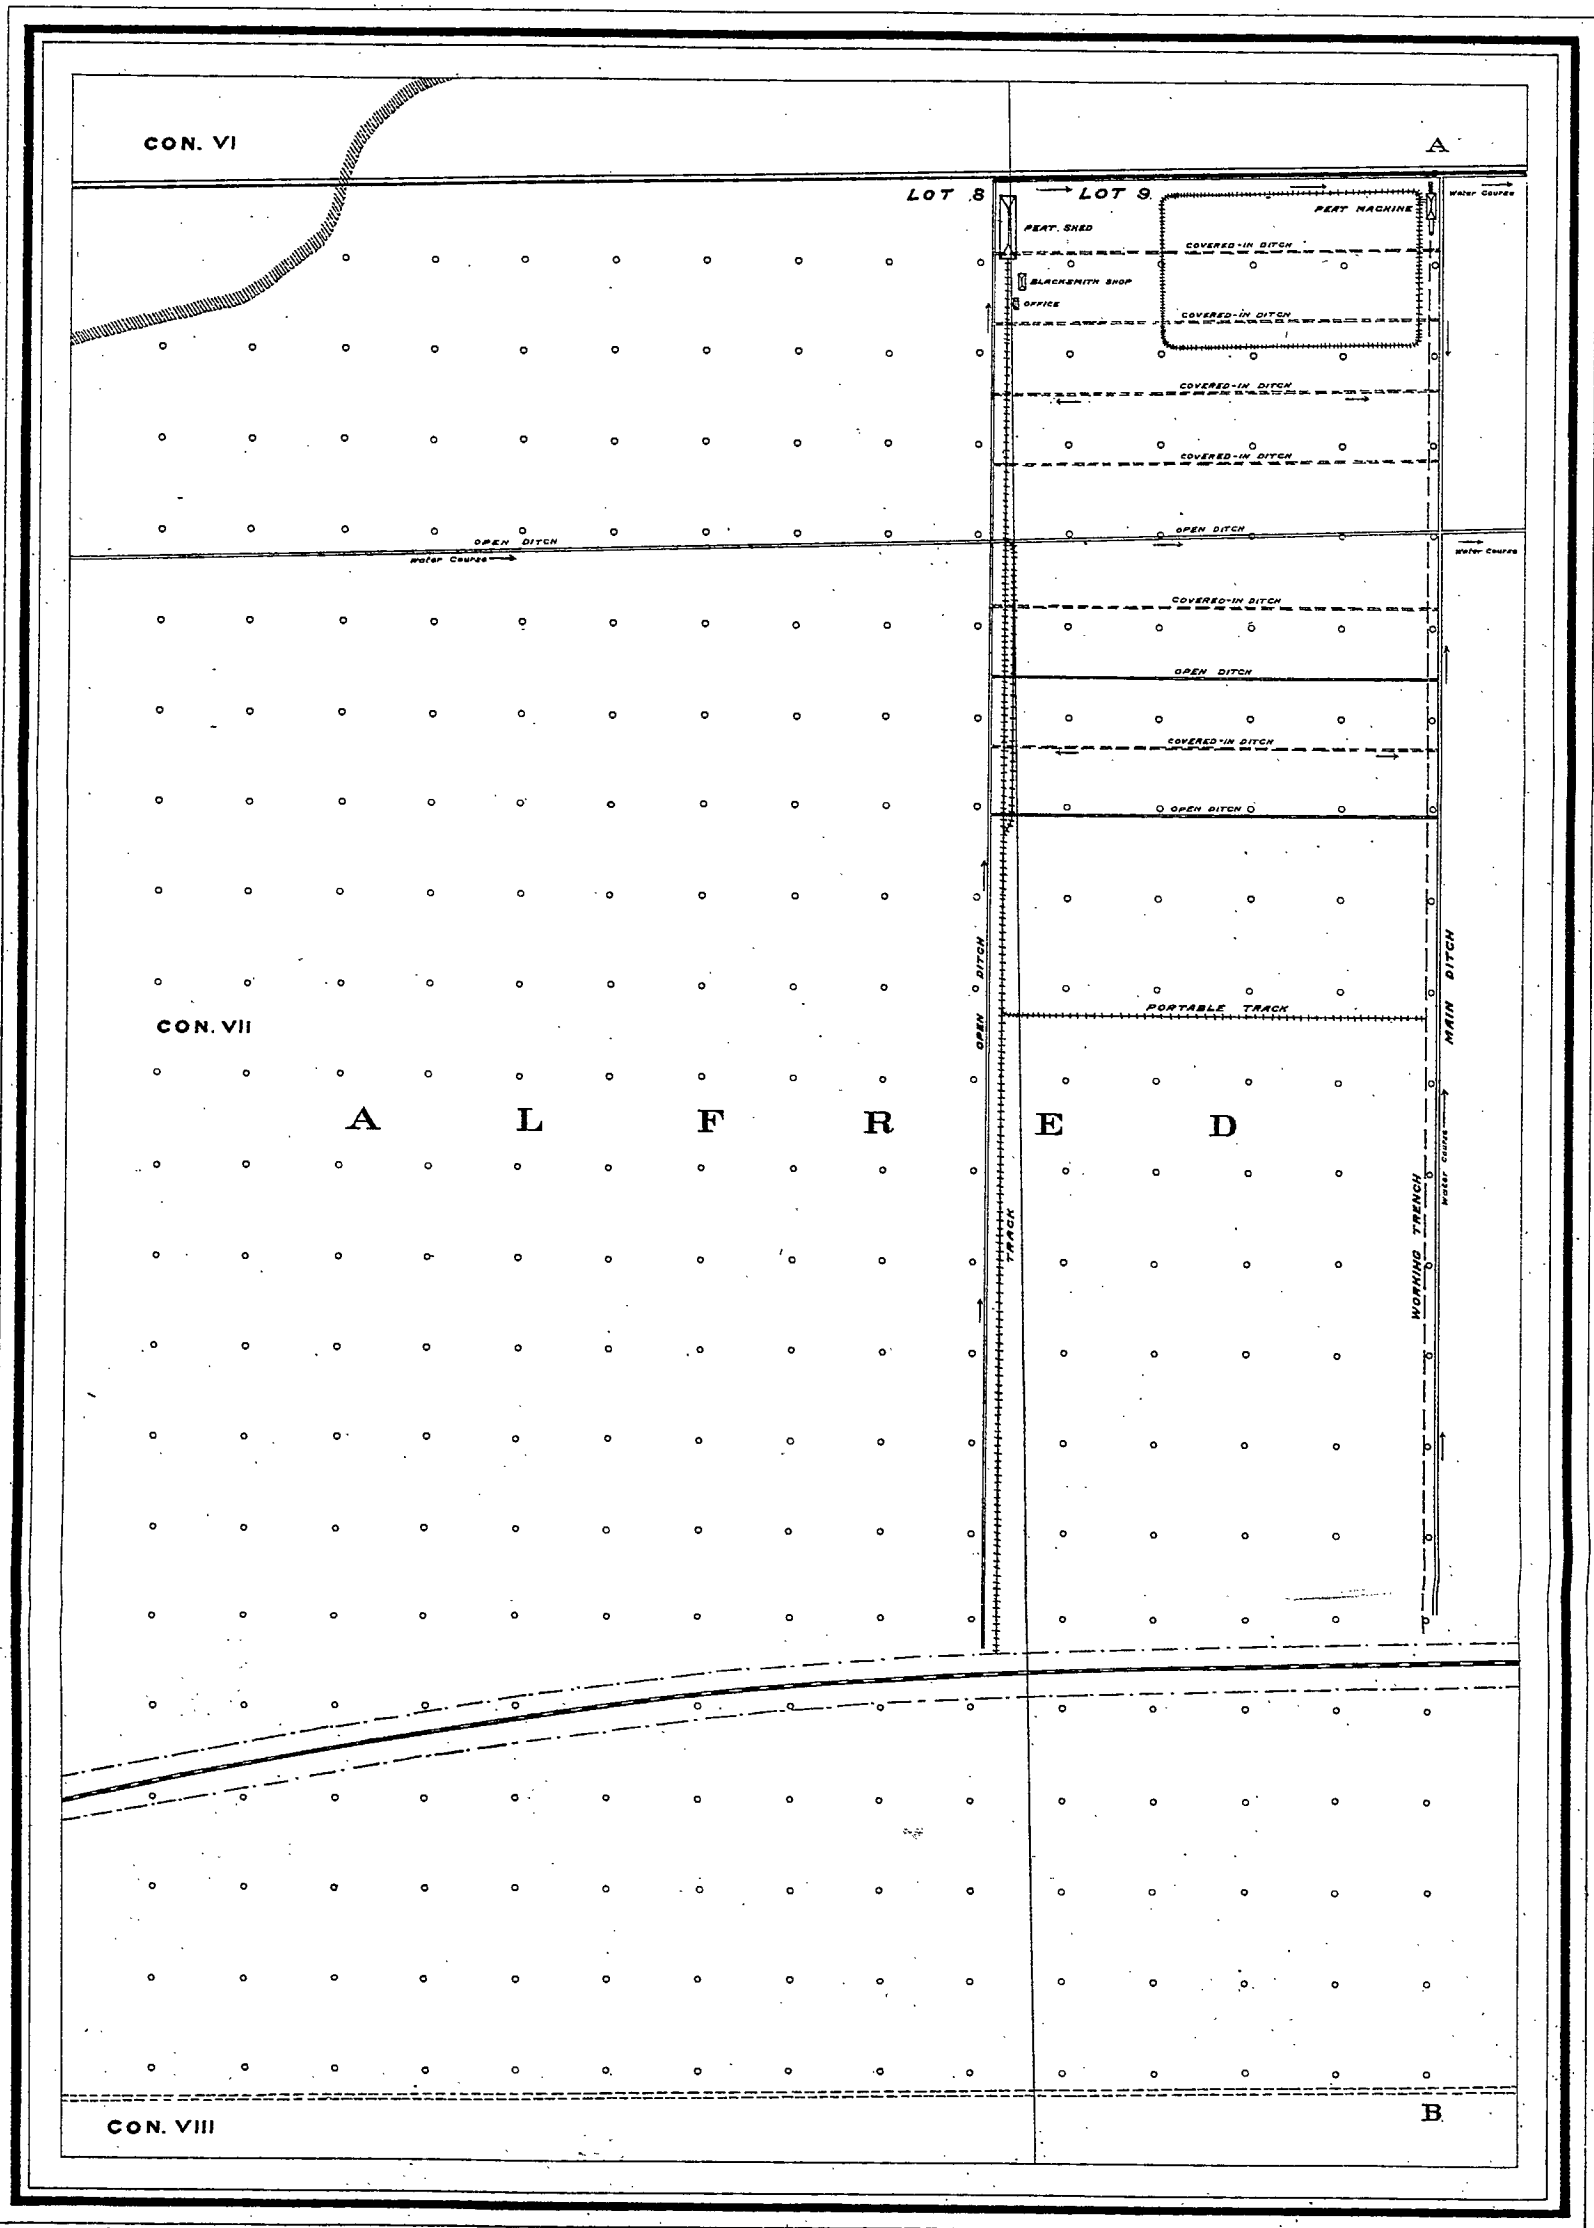 CON. VI
A
LOT 8
LOT 9.
Water Course
PEAT MACHINE
PEAT SHED
COVERED-IN DITCH
BLACKSMITH SHOP
OFFICE
COVERED-IN DITCH
COVERED-IN DITCH
COVERED-IN DITCH
OPEN DITCH
OPEN DITCH
Water Course
Water Course
COVERED-IN DITCH
OPEN DITCH
COVERED-IN DITCH
OPEN DITCH
OPEN DITCH
MAIN DITCH
PORTABLE TRACK
CON. VII
A L F R E D
Water Course
WORKING TRENCH
TRACK
CON. VIII
B